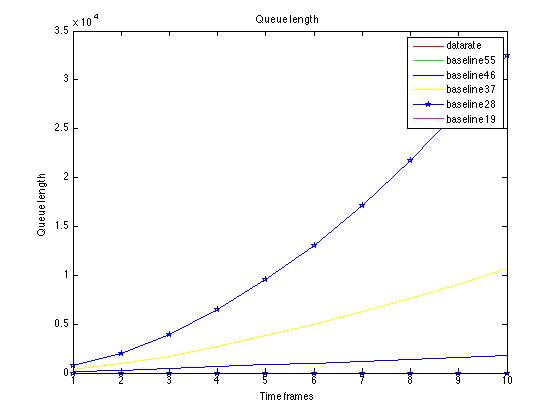 Queue length
x 10^4
3.5
3
2.5
2
1.5
1
0.5
0
Queue length
datarate
baseline55
baseline46
baseline37
baseline28
baseline19
1 2 3 4 5 6 7 8 9 10
Time frames